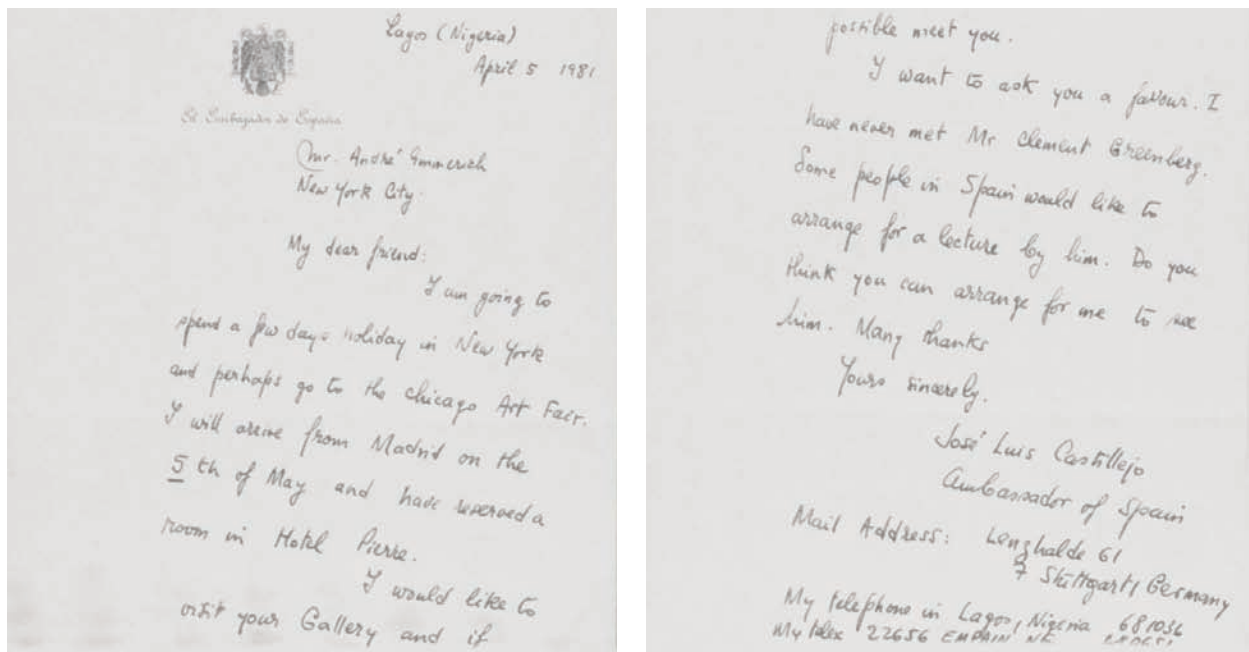 Lagos (Nigeria)
April 5 1981
El Embajador de España
Mr. André Emmerich
New York City.
My dear friend:
I am going to
spend a few days holiday in New York
and perhaps go to the Chicago Art Fair.
I will arrive from Madrid on the
5th of May and have reserved a
room in Hotel Pierre.
I would like to
visit your Gallery and if
possible meet you.
I want to ask you a favour. I
have never met Mr Clement Greenberg.
Some people in Spain would like to
arrange for a lecture by him. Do you
think you can arrange for me to see
him. Many thanks
Yours sincerely.
José Luis Castillejo
Ambassador of Spain
Mail Address: Lenzhalde 61
7 Stuttgart, Germany
My telephone in Lagos, Nigeria 681036
My telex 22656 EMPAIN